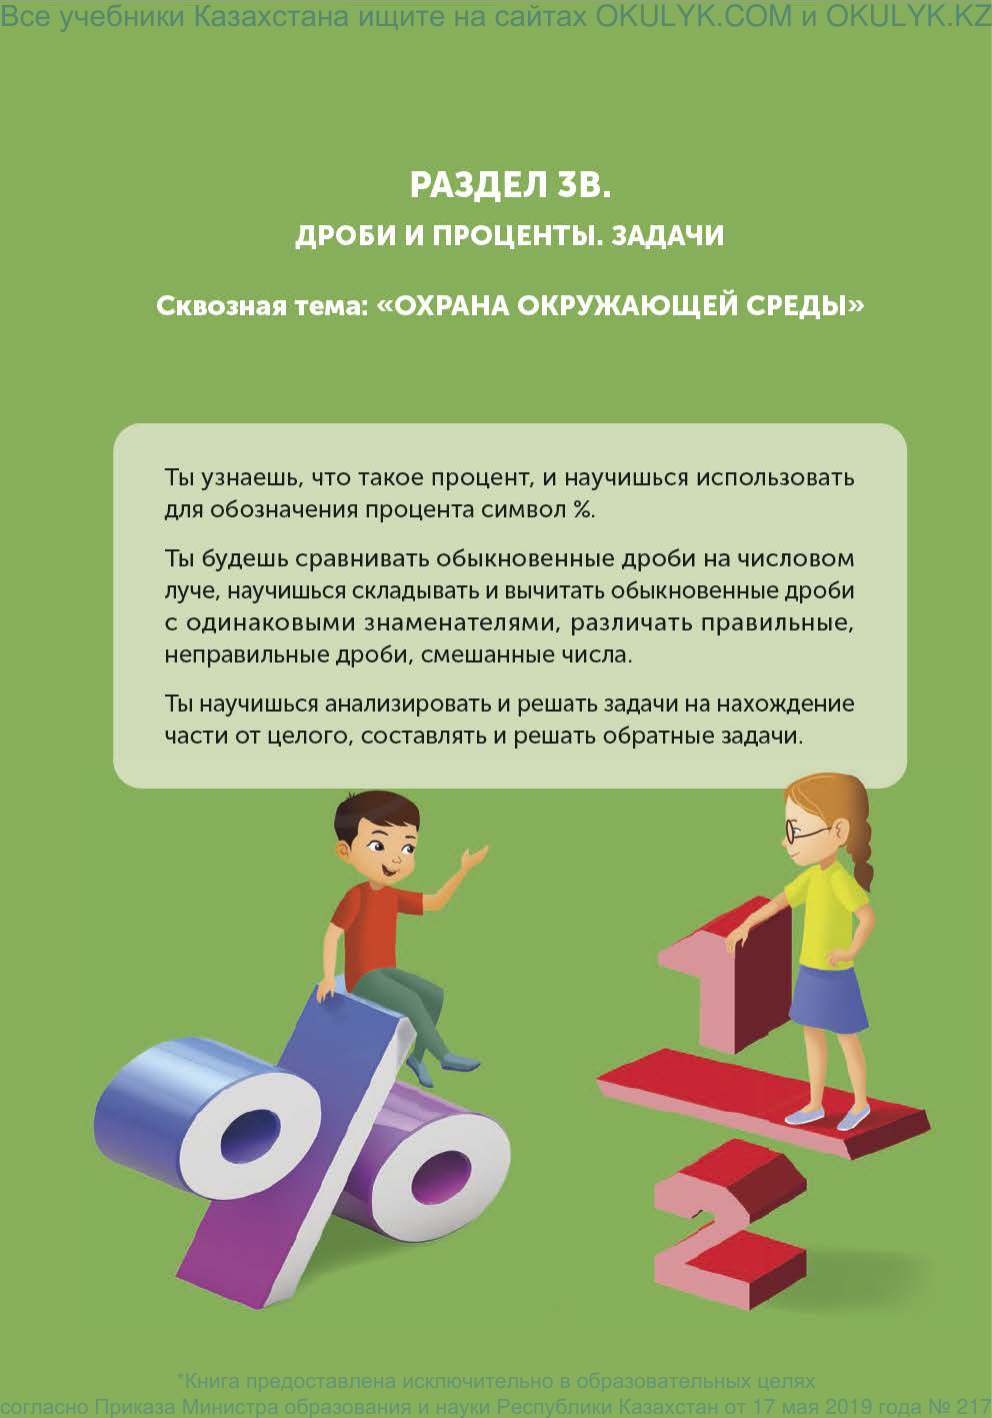 Все учебники Казахстана ищите на сайтах OKULYK.COM и OKULYK.KZ
РАЗДЕЛ 3В.
ДРОБИ И ПРОЦЕНТЫ. ЗАДАЧИ
Сквозная тема: «ОХРАНА ОКРУЖАЮЩЕЙ СРЕДЫ»
Ты узнаешь, что такое процент, и научишься использовать
для обозначения процента символ %.
Ты будешь сравнивать обыкновенные дроби на числовом
луче, научишься складывать и вычитать обыкновенные дроби
с одинаковыми знаменателями, различать правильные,
неправильные дроби, смешанные числа.
Ты научишься анализировать и решать задачи на нахождение
части от целого, составлять и решать обратные задачи.
%
1
2
*Книга предоставлена исключительно в образовательных целях
согласно Приказа Министра образования и науки Республики Казахстан от 17 мая 2019 года № 217